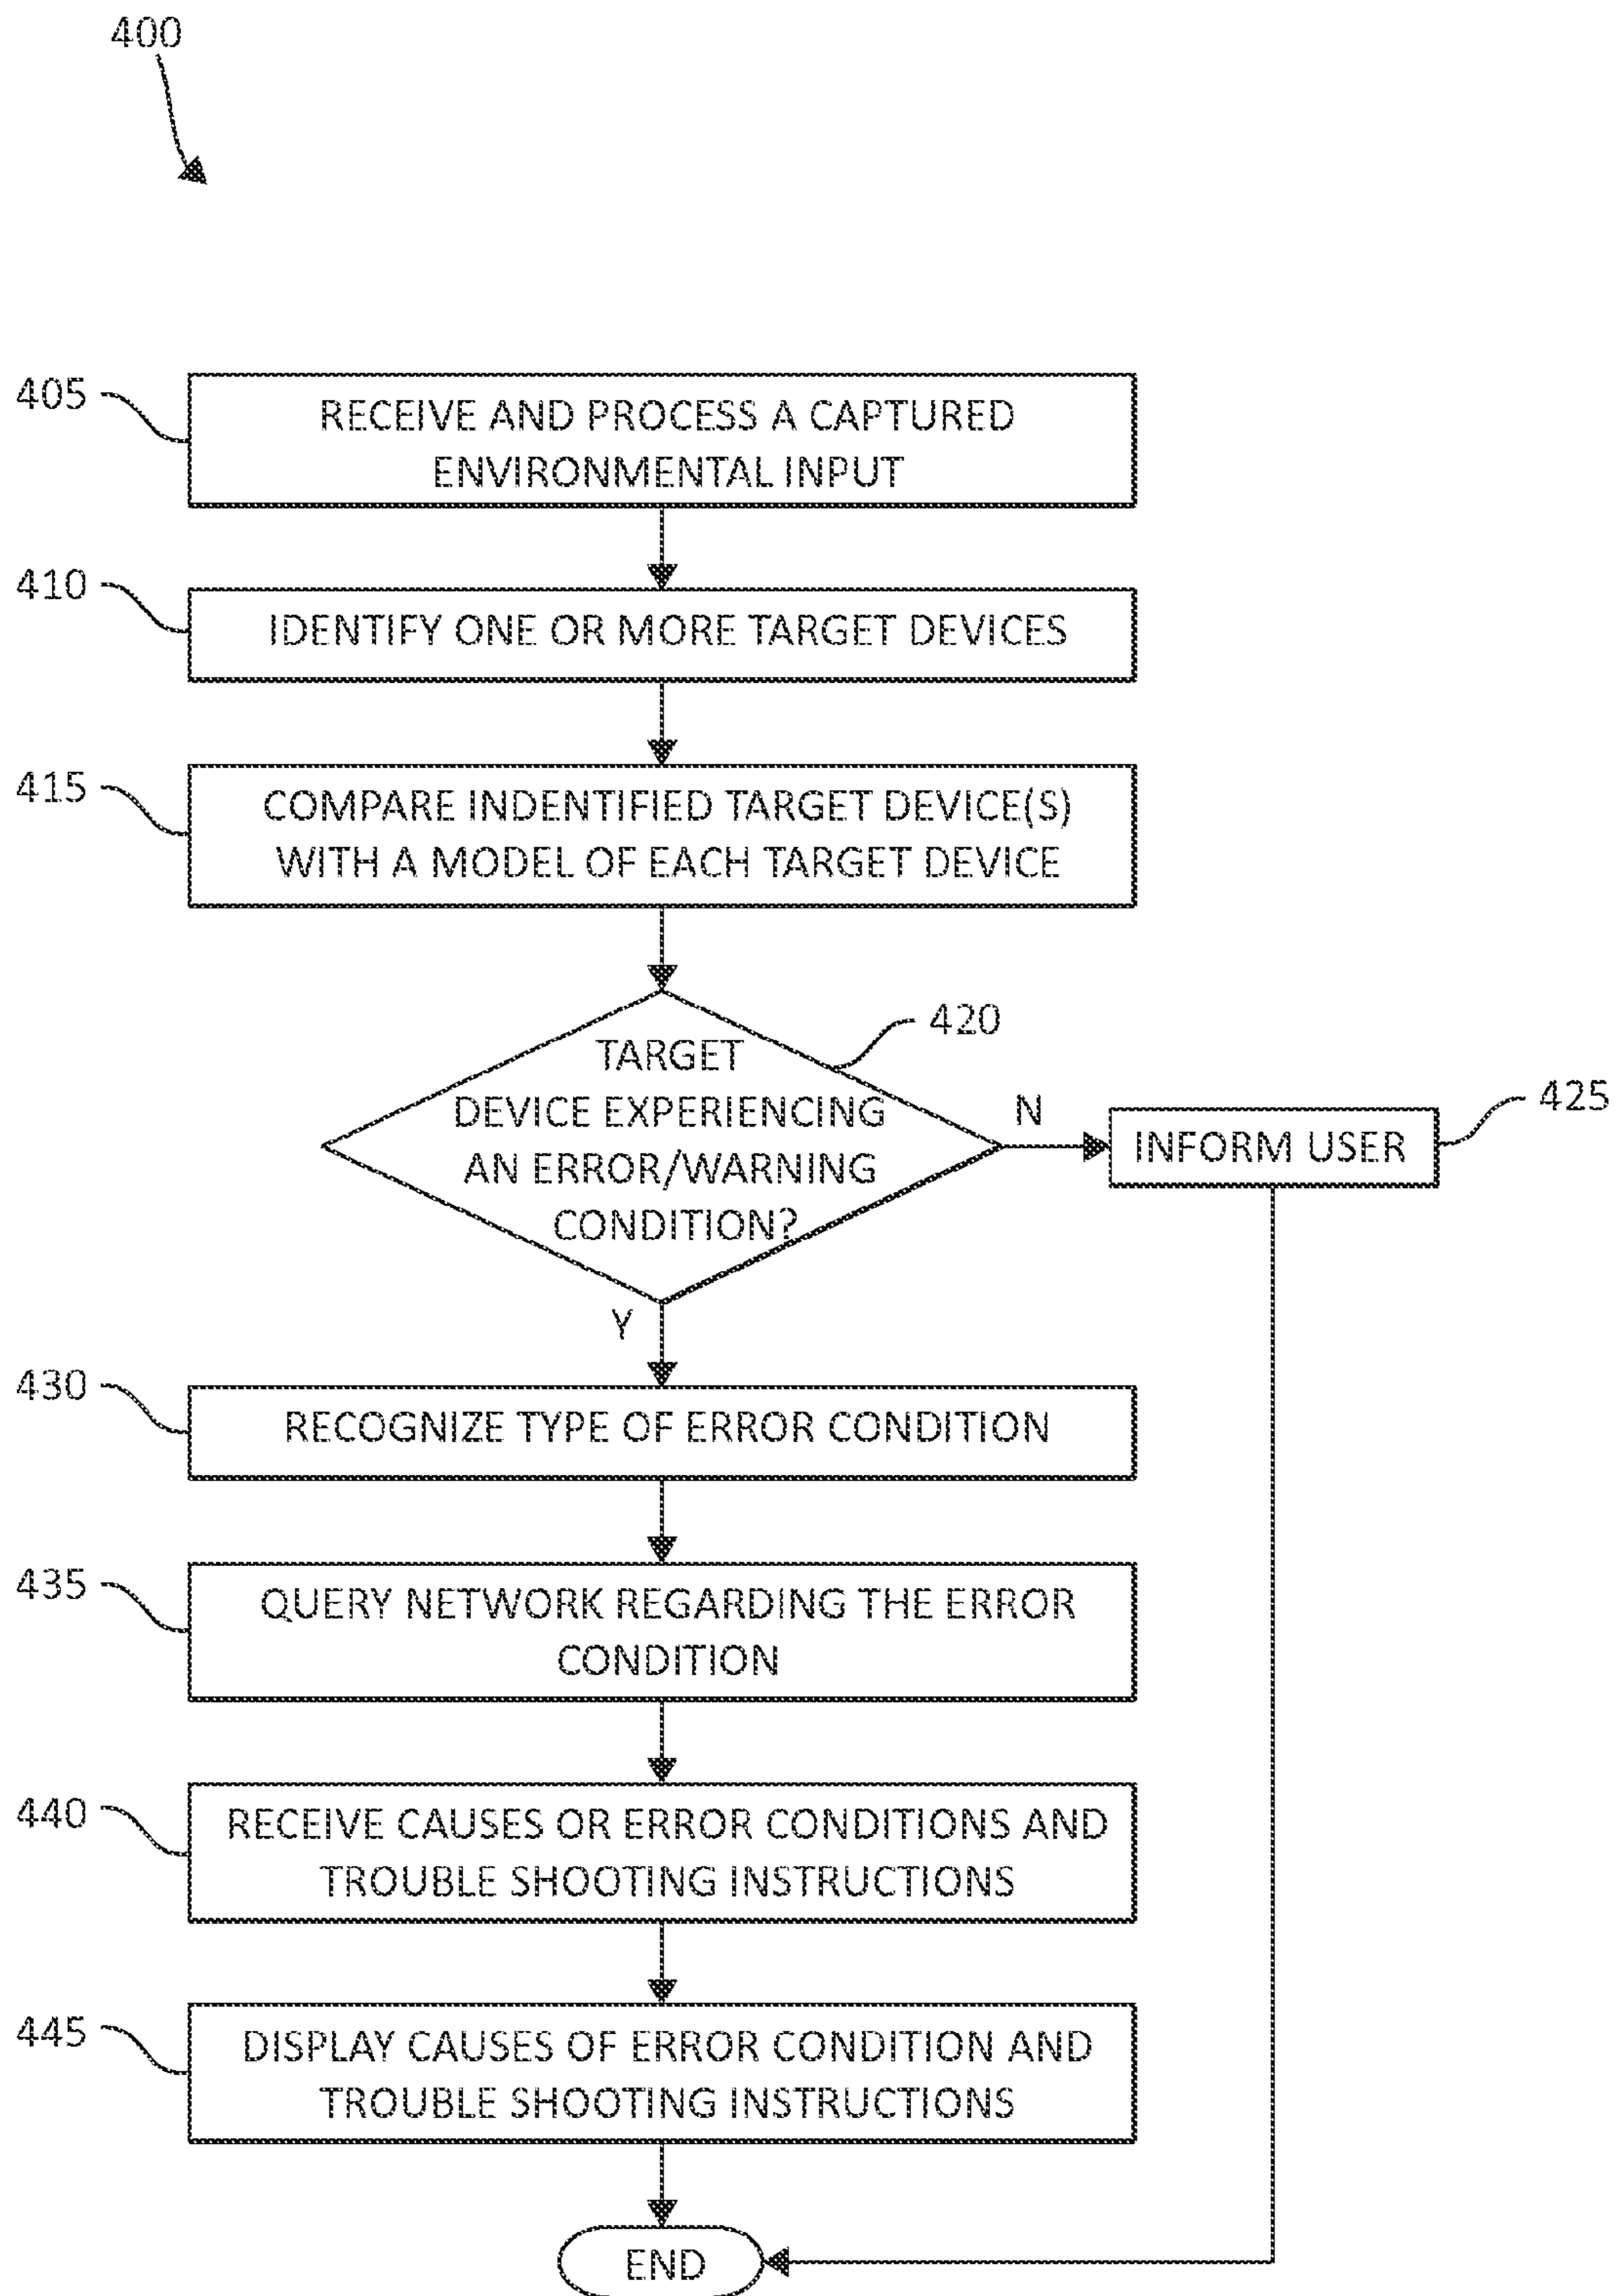 400
405
RECEIVE AND PROCESS A CAPTURED
ENVIRONMENTAL INPUT
410
IDENTIFY ONE OR MORE TARGET DEVICES
415
COMPARE INDENTIFIED TARGET DEVICE(S)
WITH A MODEL OF EACH TARGET DEVICE
420
TARGET
DEVICE EXPERIENCING
AN ERROR/WARNING
CONDITION?
N
425
INFORM USER
Y
430
RECOGNIZE TYPE OF ERROR CONDITION
435
QUERY NETWORK REGARDING THE ERROR
CONDITION
440
RECEIVE CAUSES OR ERROR CONDITIONS AND
TROUBLE SHOOTING INSTRUCTIONS
445
DISPLAY CAUSES OF ERROR CONDITION AND
TROUBLE SHOOTING INSTRUCTIONS
END